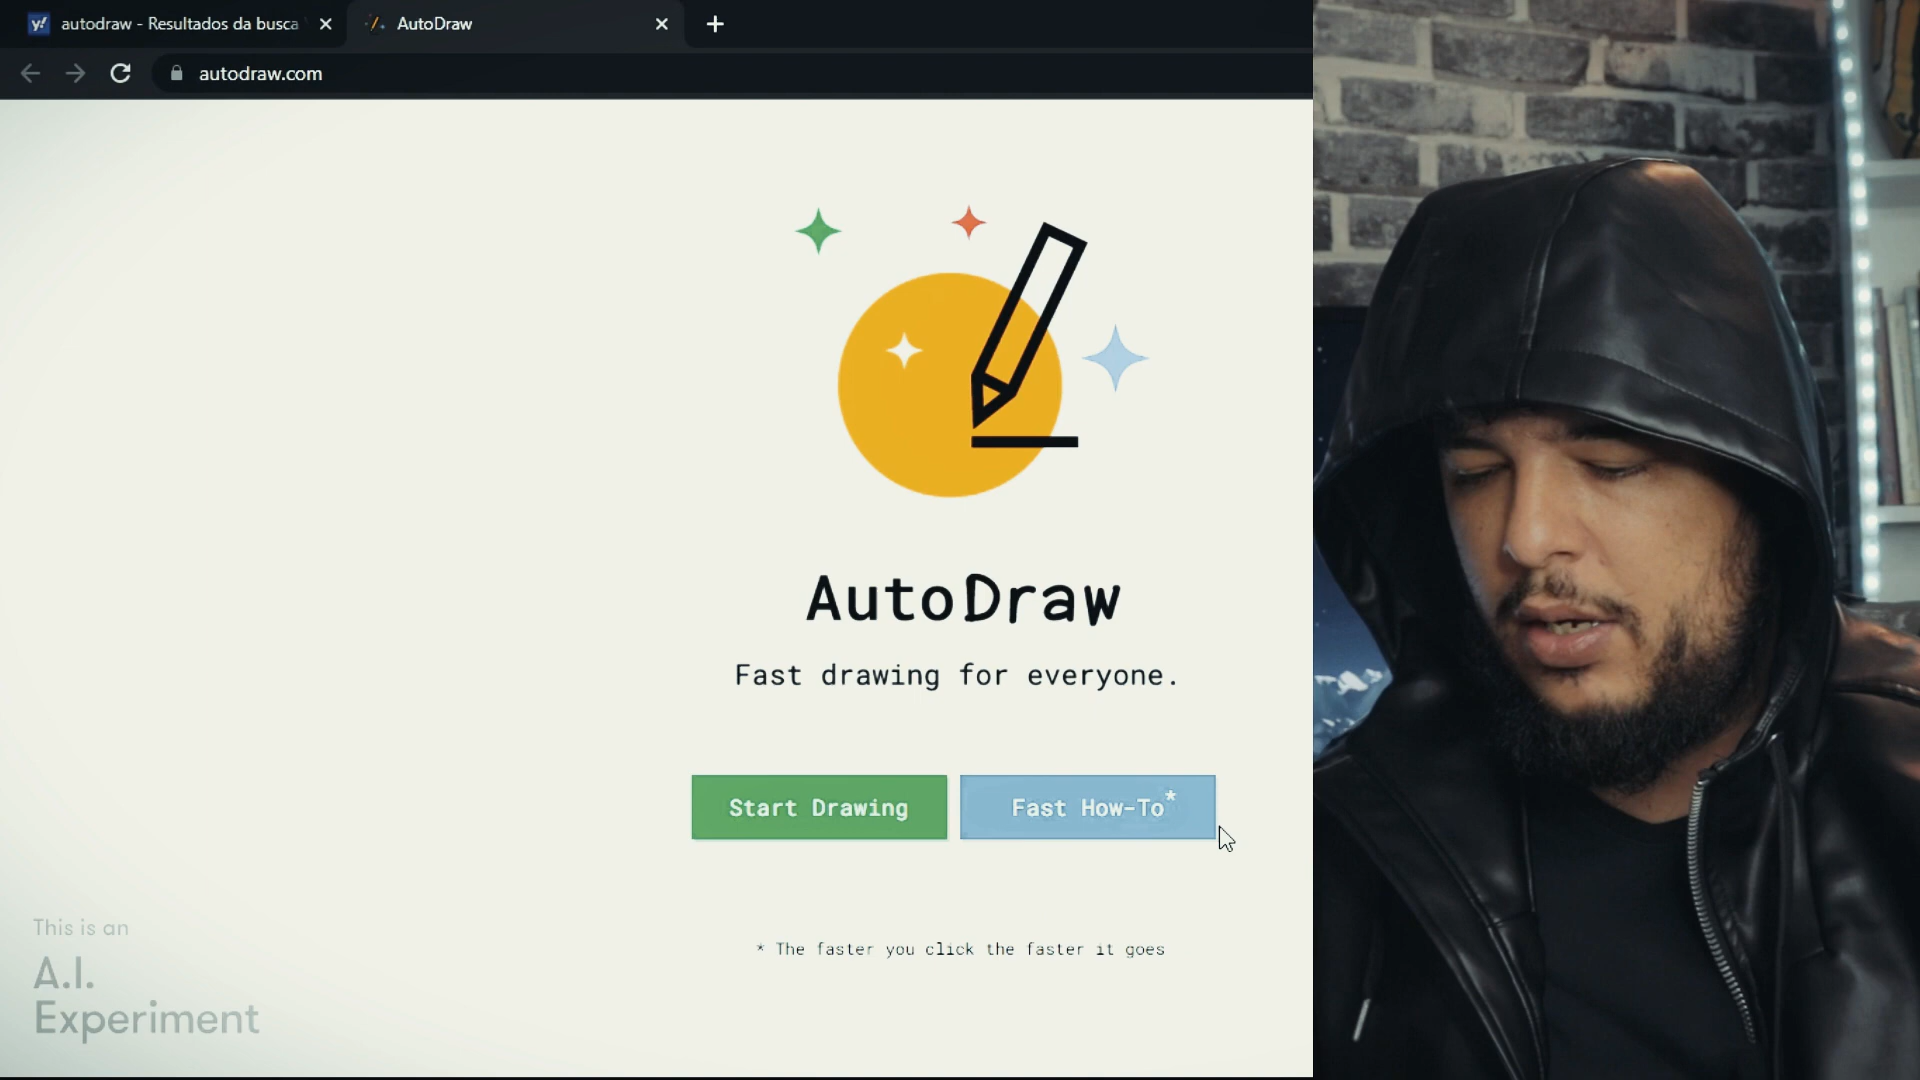 autodraw - Resultados da busca
AutoDraw
autodraw.com
AutoDraw
Fast drawing for everyone.
Start Drawing
Fast How-To*
* The faster you click the faster it goes
This is an
A.I.
Experiment